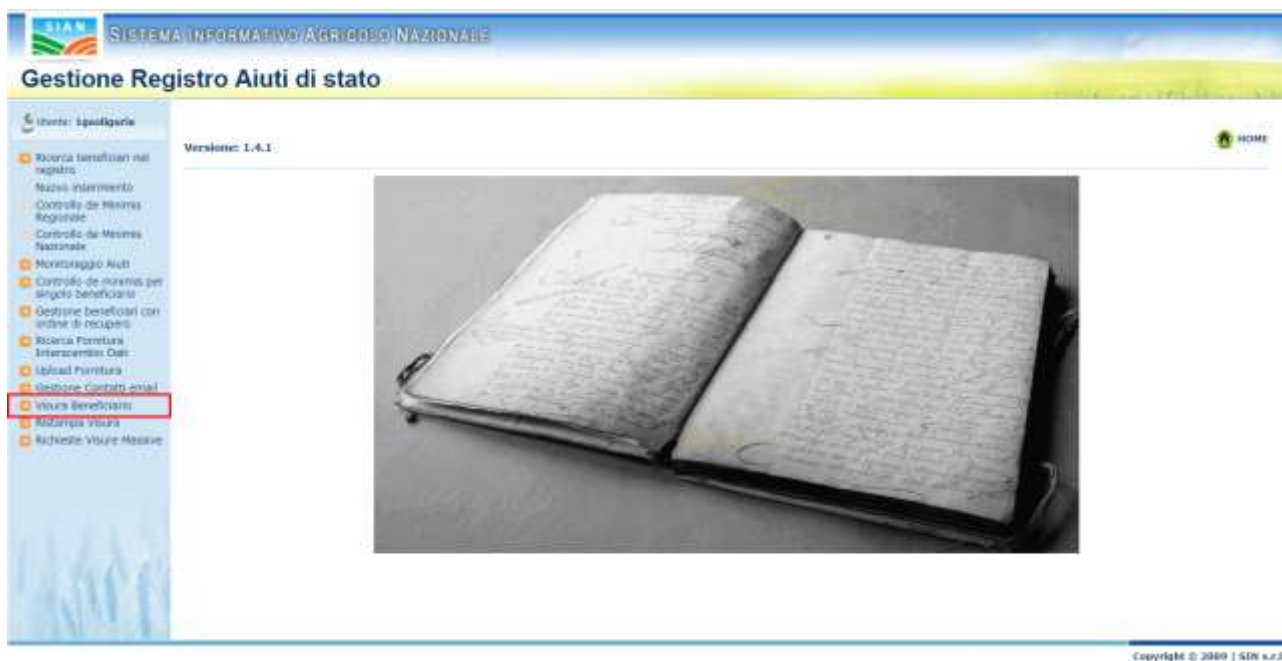 SIAN
SISTEMA INFORMATIVO AGRICOLO NAZIONALE
Gestione Registro Aiuti di stato
Utente:
Versione: 1.4.1
HOME
Ricerca beneficiari nel
registro
Nuovo inserimento
Controllo de Minimis
Regionale
Controllo de Minimis
Nazionale
Monitoraggio Aiuti
Controllo de minimis per
singolo beneficiario
Gestione beneficiari con
ordine di recupero
Ricerca Fornitura
Interscambio Dati
Upload Fornitura
Gestione Contatti email
Visura Beneficiario
Ristampa Visura
Richieste Visure Massive
Copyright © 2009 | SIN s.r.l